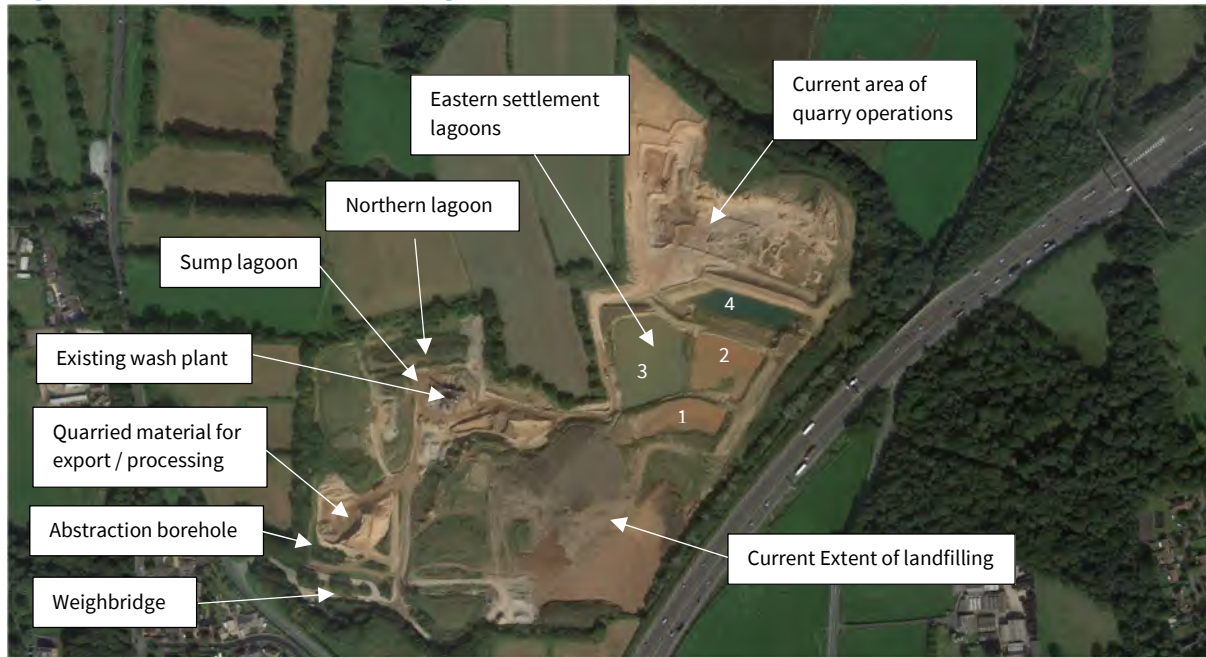 Eastern settlement
lagoons
Current area of
quarry operations
Northern lagoon
Sump lagoon
4
Existing wash plant
2
3
1
Quarried material for
export / processing
Abstraction borehole
Current Extent of landfilling
Weighbridge